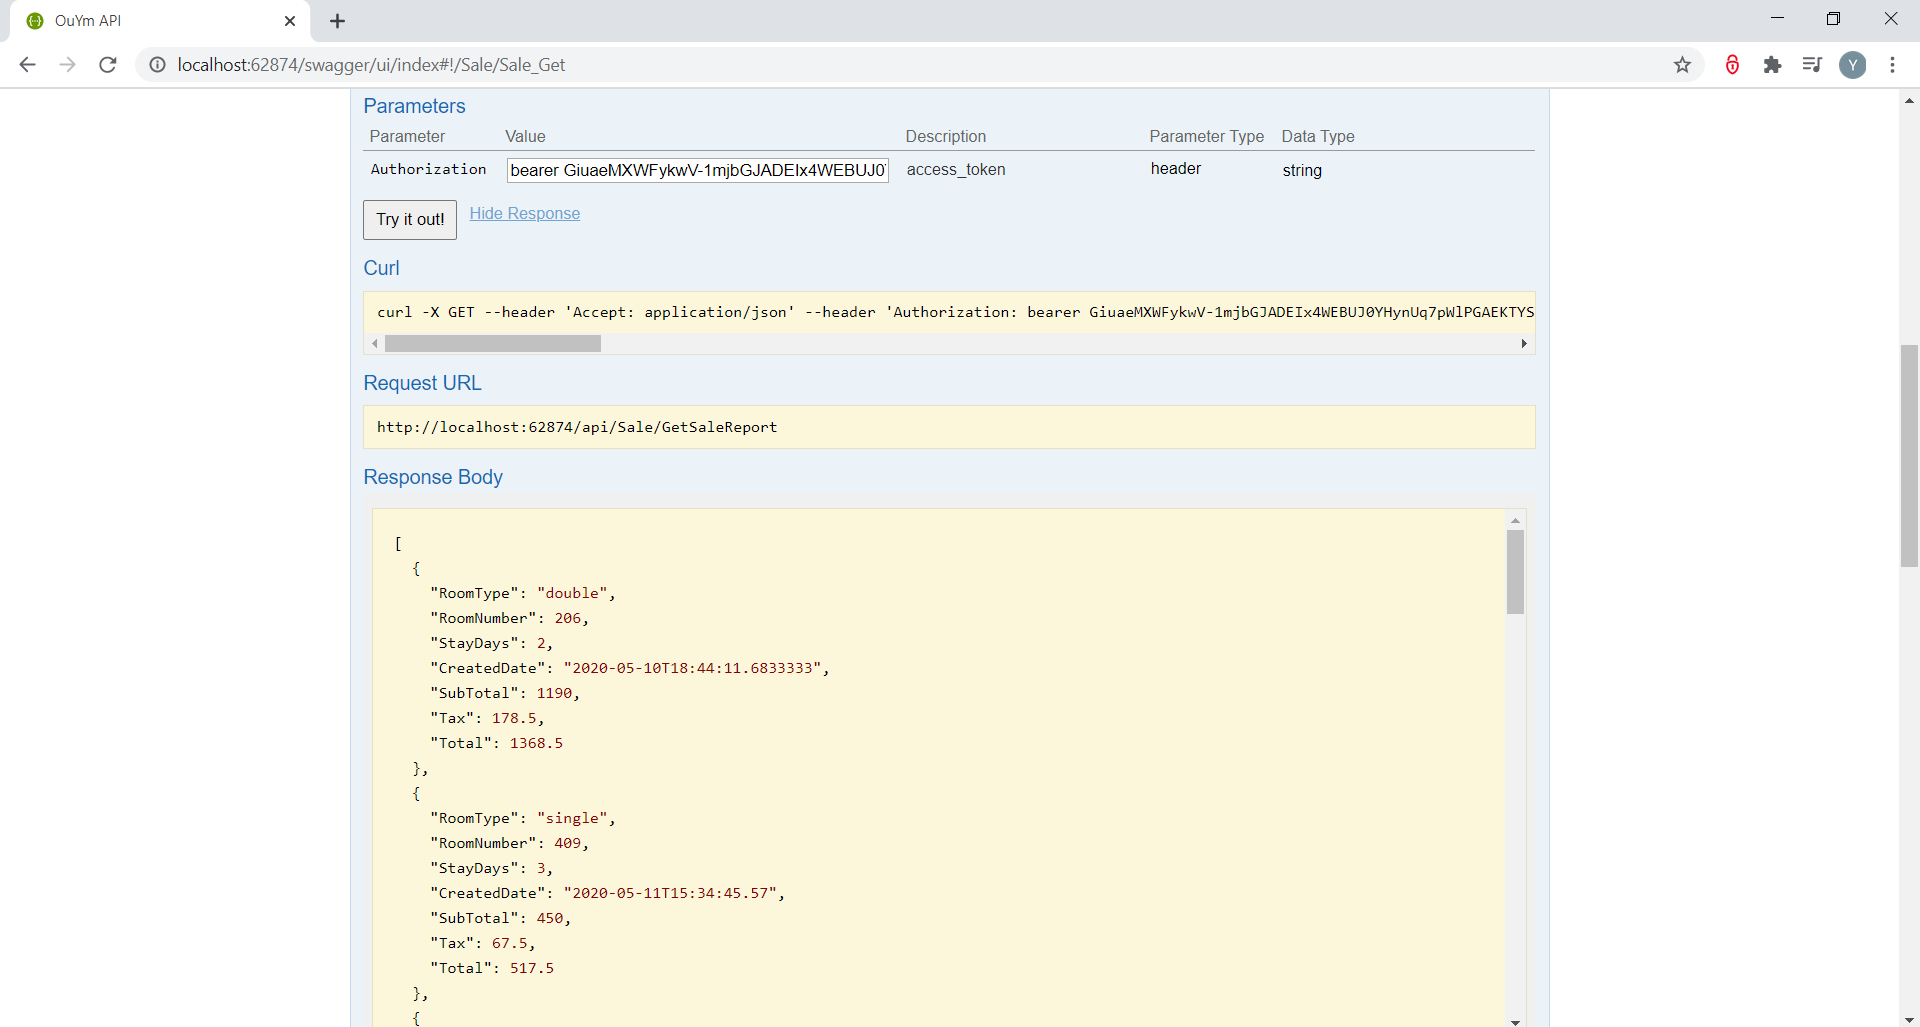 OuYm API
localhost:62874/swagger/ui/index#!/Sale/Sale_Get
Y
Parameters
Parameter Value Description Parameter Type Data Type
Authorization bearer GiuaeMXWFykwV-1mjbGJADEIx4WEBUJ0 access_token header string
Try it out! Hide Response
Curl
curl -X GET --header 'Accept: application/json' --header 'Authorization: bearer GiuaeMXWFykwV-1mjbGJADEIx4WEBUJ0YHynUq7pWlPGAEKTYS
Request URL
http://localhost:62874/api/Sale/GetSaleReport
Response Body
[
{
"RoomType": "double",
"RoomNumber": 206,
"StayDays": 2,
"CreatedDate": "2020-05-10T18:44:11.6833333",
"SubTotal": 1190,
"Tax": 178.5,
"Total": 1368.5
},
{
"RoomType": "single",
"RoomNumber": 409,
"StayDays": 3,
"CreatedDate": "2020-05-11T15:34:45.57",
"SubTotal": 450,
"Tax": 67.5,
"Total": 517.5
},
{